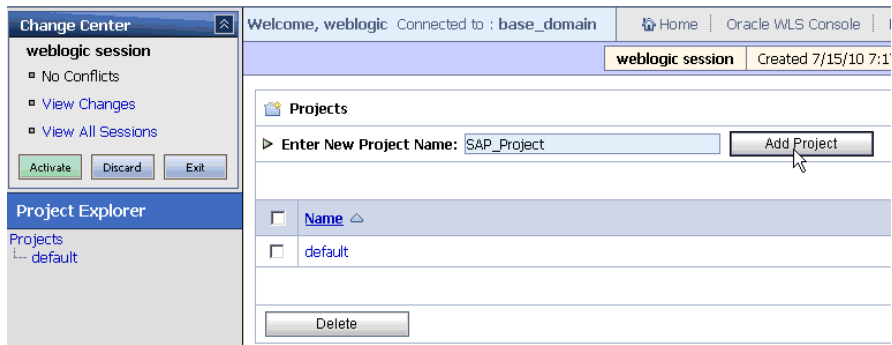 Change Center
weblogic session
No Conflicts
View Changes
View All Sessions
Activate Discard Exit
Project Explorer
Projects
default
Welcome, weblogic Connected to : base_domain Home Oracle WLS Console
weblogic session Created 7/15/10 7:1
Projects
Enter New Project Name: SAP_Project Add Project
Name
default
Delete